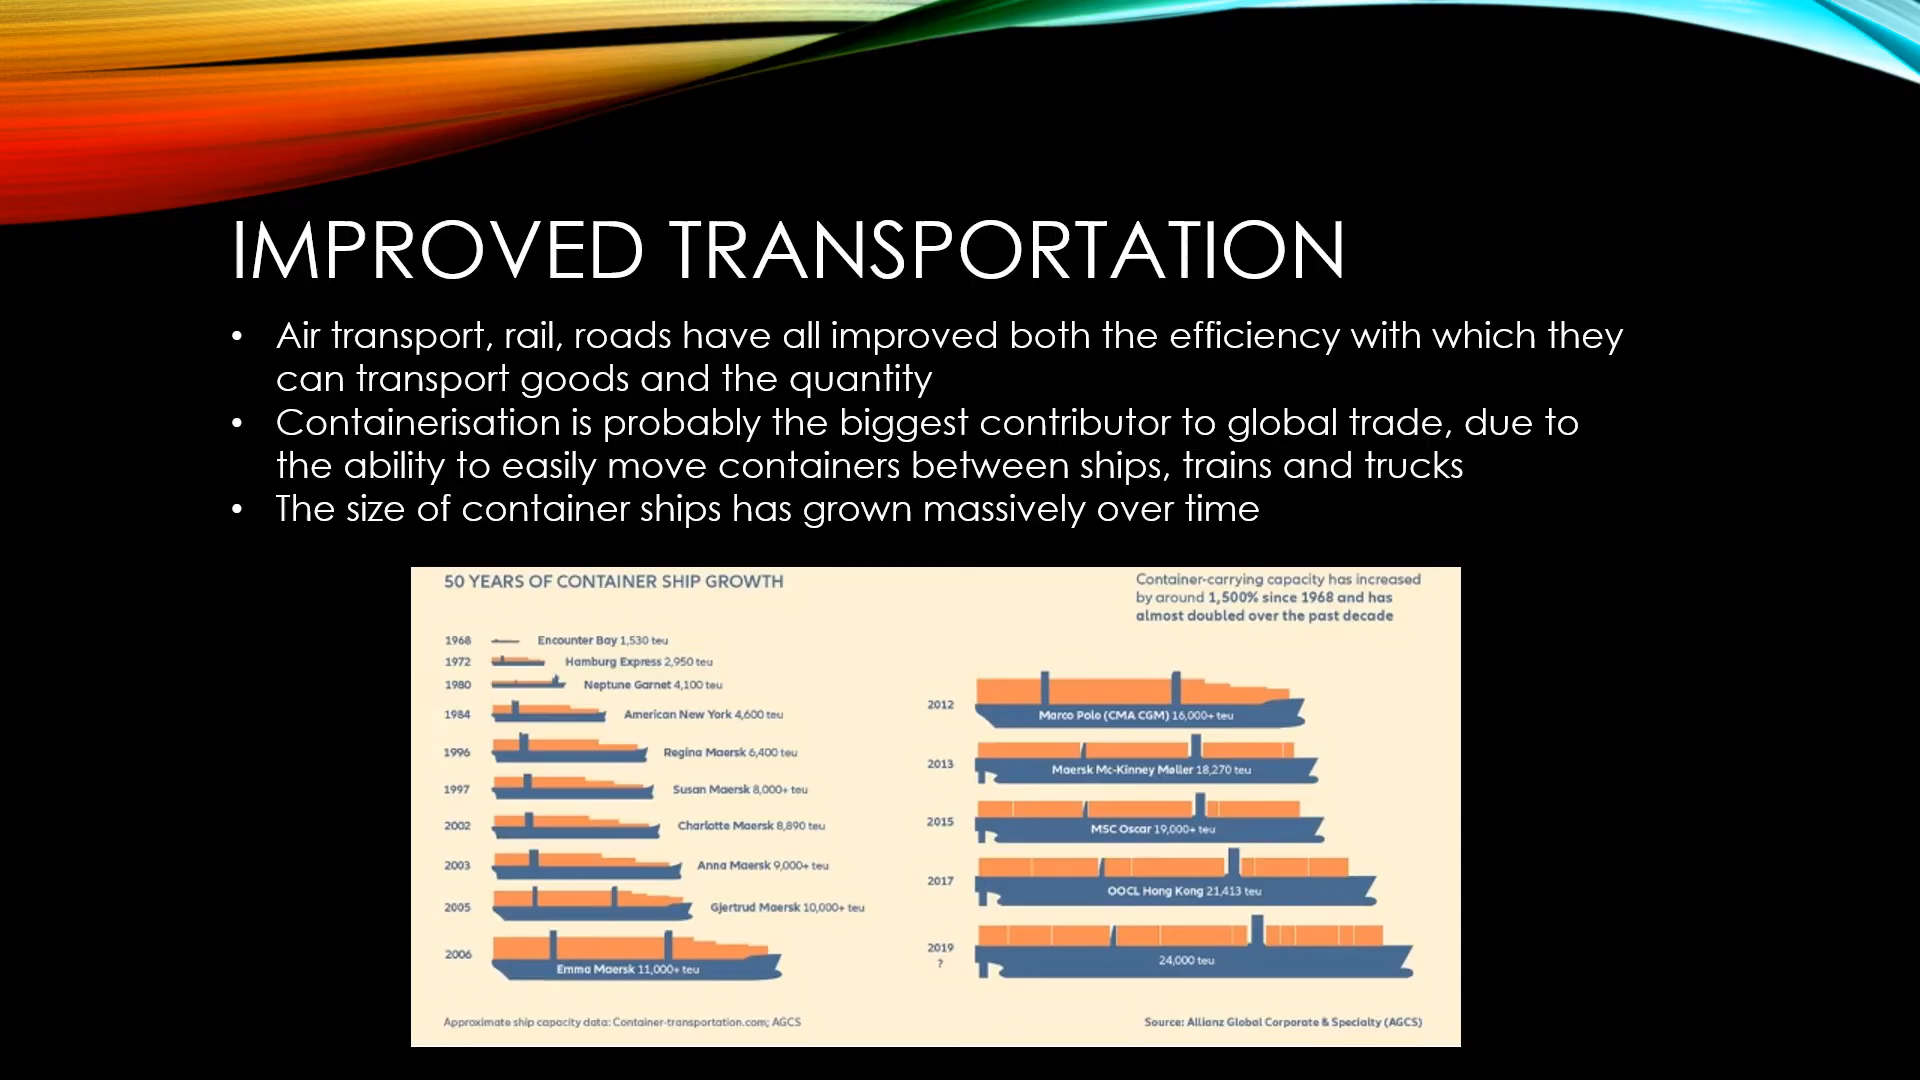 IMPROVED TRANSPORTATION
• Air transport, rail, roads have all improved both the efficiency with which they
can transport goods and the quantity
• Containerisation is probably the biggest contributor to global trade, due to
the ability to easily move containers between ships, trains and trucks
• The size of container ships has grown massively over time
50 YEARS OF CONTAINER SHIP GROWTH
Container-carrying capacity has increased
by around 1,500% since 1968 and has
almost doubled over the past decade
1968 Encounter Bay 1,530 teu
1972 Hamburg Express 2,950 teu
1980 Neptune Garnet 4,100 teu
1984 American New York 4,600 teu
1996 Regina Maersk 6,400 teu
1997 Susan Maersk 8,000+ teu
2002 Charlotte Maersk 8,890 teu
2003 Anna Maersk 9,000+ teu
2005 Gjertrud Maersk 10,000+ teu
2006 Emma Maersk 11,000+ teu
2012 Marco Polo (CMA CGM) 16,000+ teu
2013 Maersk Mc-Kinney Møller 18,270 teu
2015 MSC Oscar 19,000+ teu
2017 OOCL Hong Kong 21,413 teu
2019 24,000 teu
?
Approximate ship capacity data: Container-transportation.com; AGCS
Source: Allianz Global Corporate & Specialty (AGCS)